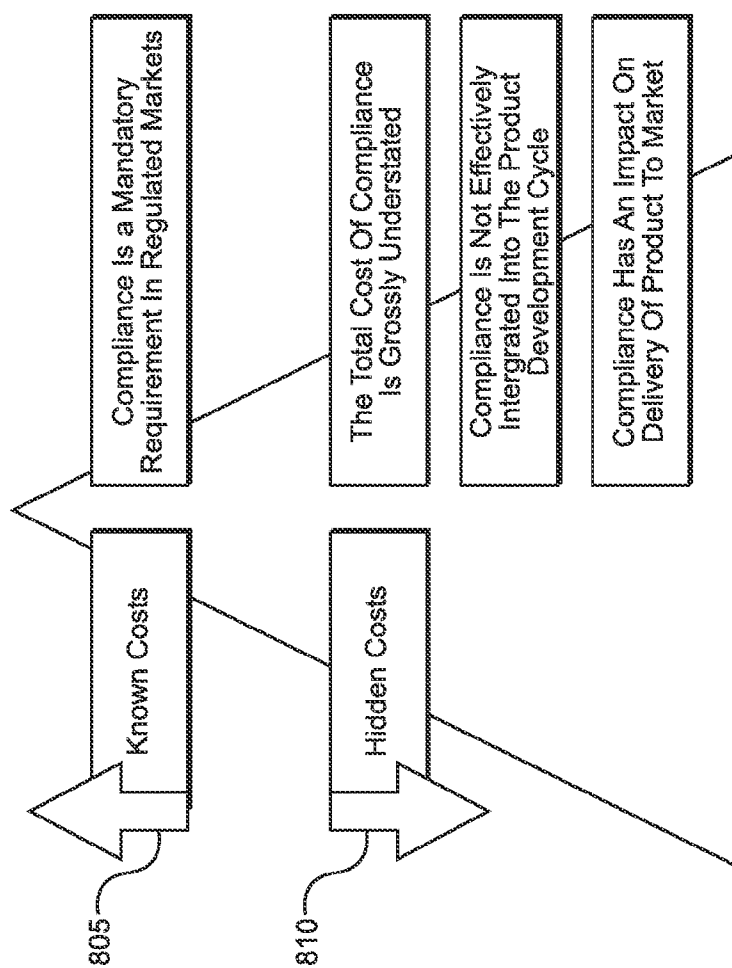 805
Known Costs
Compliance Is a Mandatory
Requirement In Regulated Markets
810
Hidden Costs
The Total Cost Of Compliance
Is Grossly Understated
Compliance Is Not Effectively
Intergrated Into The Product
Development Cycle
Compliance Has An Impact On
Delivery Of Product To Market